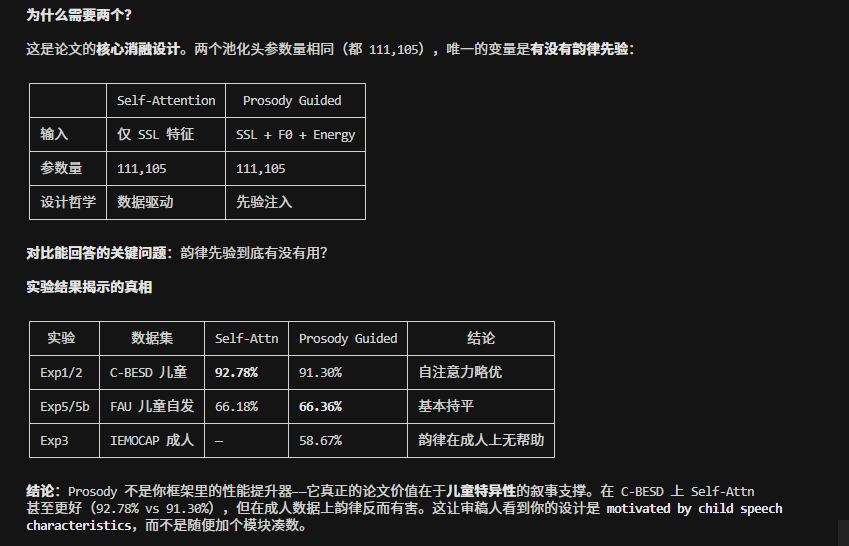 为什么需要两个?
这是论文的核心消融设计。两个池化头参数量相同（都 111,105），唯一的变量是有没有韵律先验：
Self-Attention Prosody Guided
输入 仅 SSL 特征 SSL + F0 + Energy
参数量 111,105 111,105
设计哲学 数据驱动 先验注入
对比能回答的关键问题：韵律先验到底有没有用?
实验结果揭示的真相
实验 数据集 Self-Attn Prosody Guided 结论
Exp1/2 C-BESD 儿童 92.78% 91.30% 自注意力略优
Exp5/5b FAU 儿童自发 66.18% 66.36% 基本持平
Exp3 IEMOCAP 成人 — 58.67% 韵律在成人上无帮助
结论：Prosody 不是你框架里的性能提升器——它真正的论文价值在于儿童特异性的叙事支撑。在 C-BESD 上 Self-Attn
甚至更好（92.78% vs 91.30%），但在成人数据上韵律反而有害。这让审稿人看到你的设计是 motivated by child speech
characteristics，而不是随便加个模块凑数。